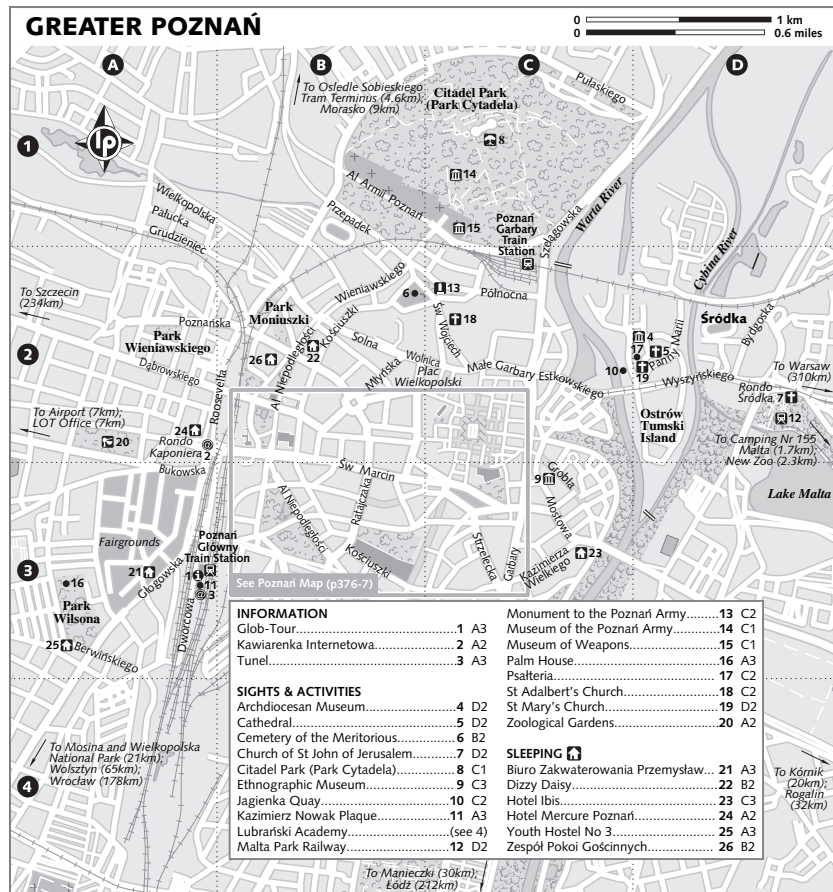 GREATER POZNAŃ
0 1 km
0 0.6 miles
A
B
C
D
1
2
3
4
lp
To Osledle Sobieskiego
Tram Terminus (4.6km);
Morasko (9km)
Citadel Park
(Park Cytadela)
8
14
15
Pułaskiego
Al Armii Poznań
Przepadek
Wielkopolska
Pałucka
Grudzieniec
Poznań
Garbary
Train
Station
Szelągowska
Warta River
Cybina River
To Szczecin
(234km)
Poznańska
Park
Wieniawskiego
Dąbrowskiego
Park
Moniuszki
Wieniawskiego
Kościuszki
Al Niepodległości
6
13
Północna
18
Św Wojciech
22
26
Solna
Wolnica
Młyńska
Plac
Wielkopolski
Małe Garbary
Estkowskiego
4
17
5
19
10
Panny Marii
Śródka
Bydgoska
Wyszyńskiego
To Warsaw
(310km)
Rondo
Śródka
7
12
Ostrów
Tumski
Island
To Camping Nr 155
Malta (1.7km);
New Zoo (2.3km)
Lake Malta
To Airport (7km);
LOT Office (7km)
20
24
Rondo
Kaponiera
2
Roosevelta
Bukowska
Św Marcin
Ratajczaka
Al Niepodległości
Kościuszki
Strzelecka
Garbary
9
Grobla
Mostowa
Kazimierza
Wielkiego
23
Fairgrounds
Poznań
Główny
Train Station
1
11
3
21
Głogowska
16
Park
Wilsona
25
Berwińskiego
Dworcowa
See Poznań Map (p376-7)
To Mosina and Wielkopolska
National Park (21km);
Wolsztyn (65km);
Wrocław (178km)
To Kórnik
(20km);
Rogalin
(32km)
To Manieczki (30km);
Łódź (212km)
INFORMATION
Glob-Tour 1 A3
Kawiarenka Internetowa 2 A2
Tunel 3 A3
SIGHTS & ACTIVITIES
Archdiocesan Museum 4 D2
Cathedral 5 D2
Cemetery of the Meritorious 6 B2
Church of St John of Jerusalem 7 D2
Citadel Park (Park Cytadela) 8 C1
Ethnographic Museum 9 C3
Jagienka Quay 10 C2
Kazimierz Nowak Plaque 11 A3
Lubrański Academy (see 4)
Malta Park Railway 12 D2
Monument to the Poznań Army 13 C2
Museum of the Poznań Army 14 C1
Museum of Weapons 15 C1
Palm House 16 A3
Psałteria 17 C2
St Adalbert's Church 18 C2
St Mary's Church 19 D2
Zoological Gardens 20 A2
SLEEPING
Biuro Zakwaterowania Przemysław 21 A3
Dizzy Daisy 22 B2
Hotel Ibis 23 C3
Hotel Mercure Poznań 24 A2
Youth Hostel No 3 25 A3
Zespół Pokoi Gościnnych 26 B2